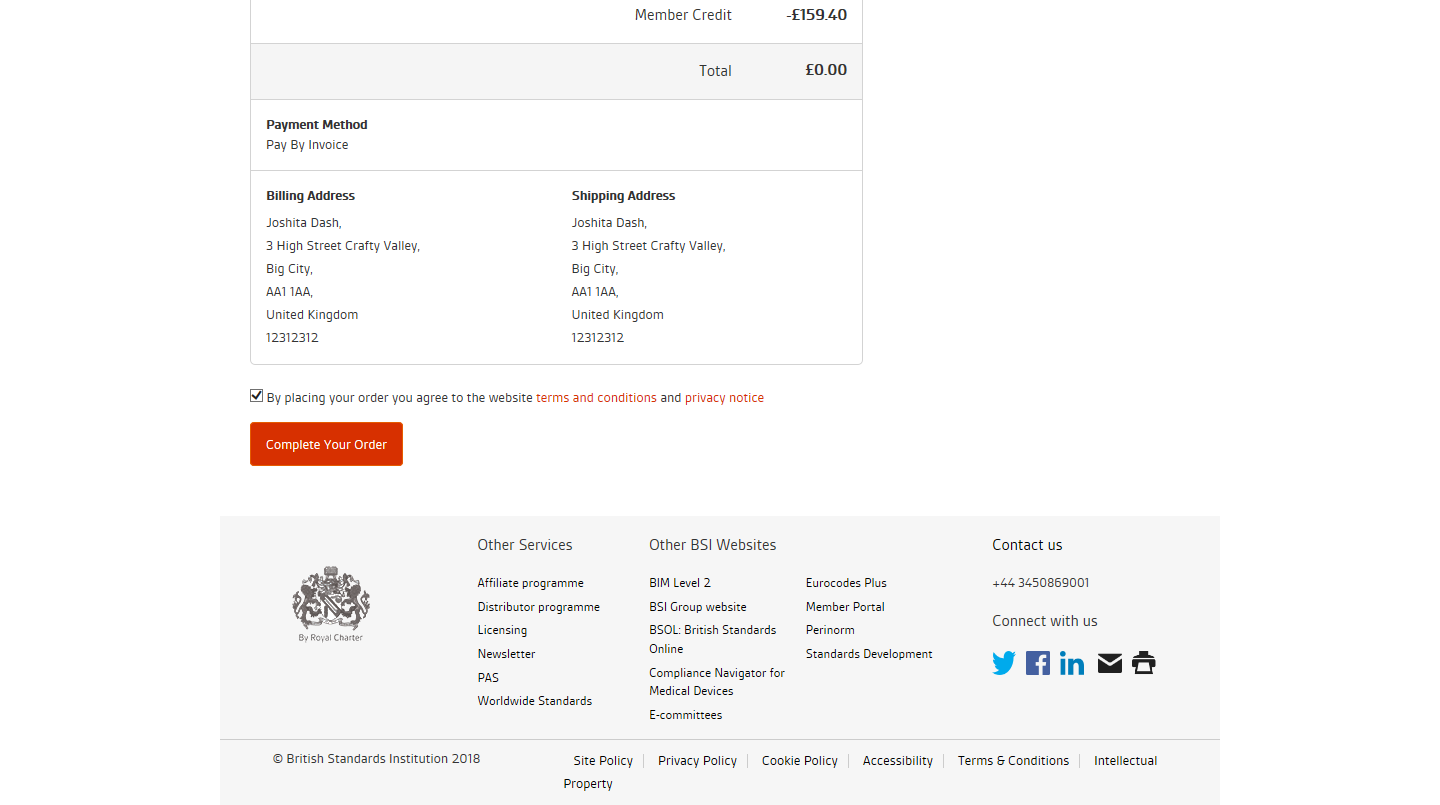 Member Credit -£159.40
Total £0.00
Payment Method
Pay By Invoice
Billing Address
Joshita Dash,
3 High Street Crafty Valley,
Big City,
AA1 1AA,
United Kingdom
12312312
Shipping Address
Joshita Dash,
3 High Street Crafty Valley,
Big City,
AA1 1AA,
United Kingdom
12312312
By placing your order you agree to the website terms and conditions and privacy notice
Complete Your Order
By Royal Charter
Other Services
Affiliate programme
Distributor programme
Licensing
Newsletter
PAS
Worldwide Standards
Other BSI Websites
BIM Level 2
BSI Group website
BSOL: British Standards
Online
Compliance Navigator for
Medical Devices
E-committees
Eurocodes Plus
Member Portal
Perinorm
Standards Development
Contact us
+44 3450869001
Connect with us
© British Standards Institution 2018
Site Policy Privacy Policy Cookie Policy Accessibility Terms & Conditions Intellectual
Property